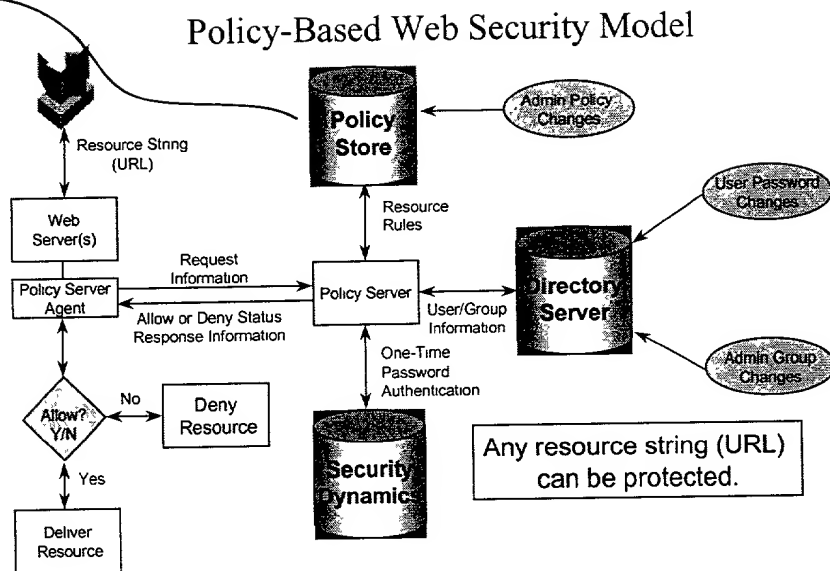 Policy-Based Web Security Model
Policy
Store
Admin Policy
Changes
Resource String
(URL)
User Password
Changes
Web
Server(s)
Resource
Rules
Request
Information
Policy Server
Agent
Policy Server
Directory
Server
Allow or Deny Status
Response Information
User/Group
Information
One-Time
Password
Authentication
Admin Group
Changes
Allow?
Y/N
No
Deny
Resource
Any resource string (URL)
can be protected.
Security
Dynamics
Yes
Deliver
Resource